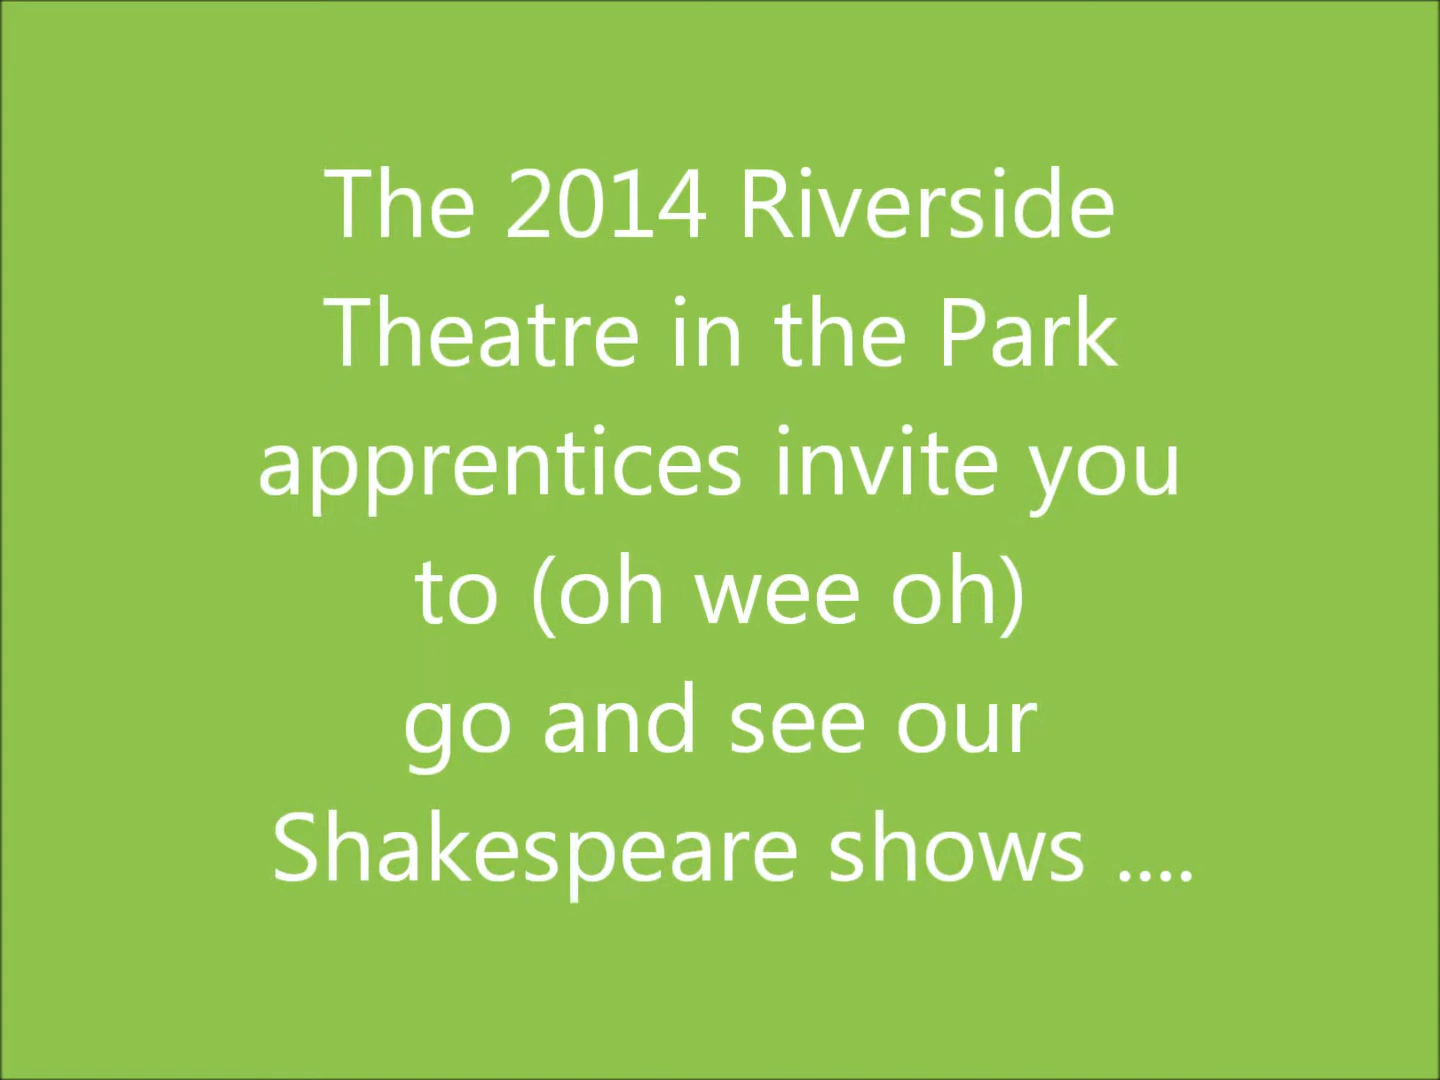 The 2014 Riverside
Theatre in the Park
apprentices invite you
to (oh wee oh)
go and see our
Shakespeare shows ....